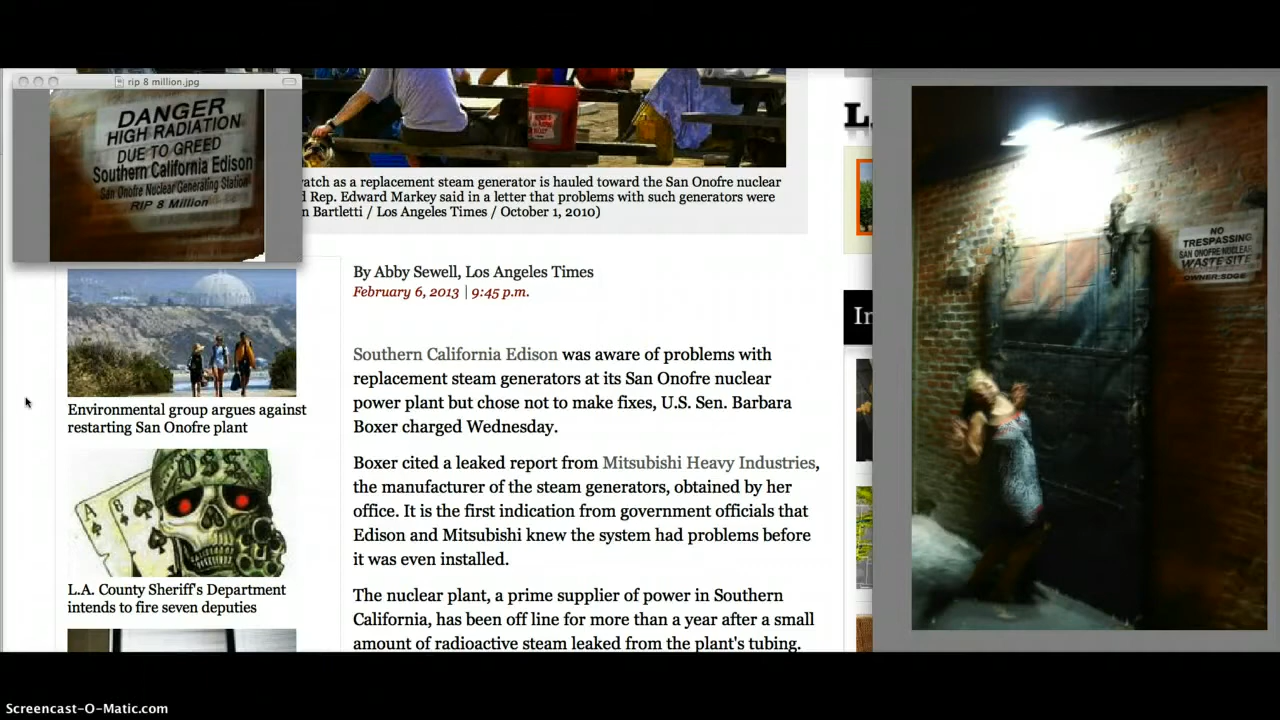 rip 8 million.jpg
DANGER
HIGH RADIATION
DUE TO GREED
Southern California Edison
San Onofre Nuclear Generating Station
RIP 8 Million
atch as a replacement steam generator is hauled toward the San Onofre nuclear
Rep. Edward Markey said in a letter that problems with such generators were
Bartletti / Los Angeles Times / October 1, 2010)
Environmental group argues against
restarting San Onofre plant
L.A. County Sheriff's Department
intends to fire seven deputies
By Abby Sewell, Los Angeles Times
February 6, 2013 | 9:45 p.m.
Southern California Edison was aware of problems with
replacement steam generators at its San Onofre nuclear
power plant but chose not to make fixes, U.S. Sen. Barbara
Boxer charged Wednesday.
Boxer cited a leaked report from Mitsubishi Heavy Industries,
the manufacturer of the steam generators, obtained by her
office. It is the first indication from government officials that
Edison and Mitsubishi knew the system had problems before
it was even installed.
The nuclear plant, a prime supplier of power in Southern
California, has been off line for more than a year after a small
amount of radioactive steam leaked from the plant's tubing.
L
In
NO
TRESPASSING
SAN ONOFRE NUCLEAR
WASTE SITE
OWNER:SDGE
Screencast-O-Matic.com